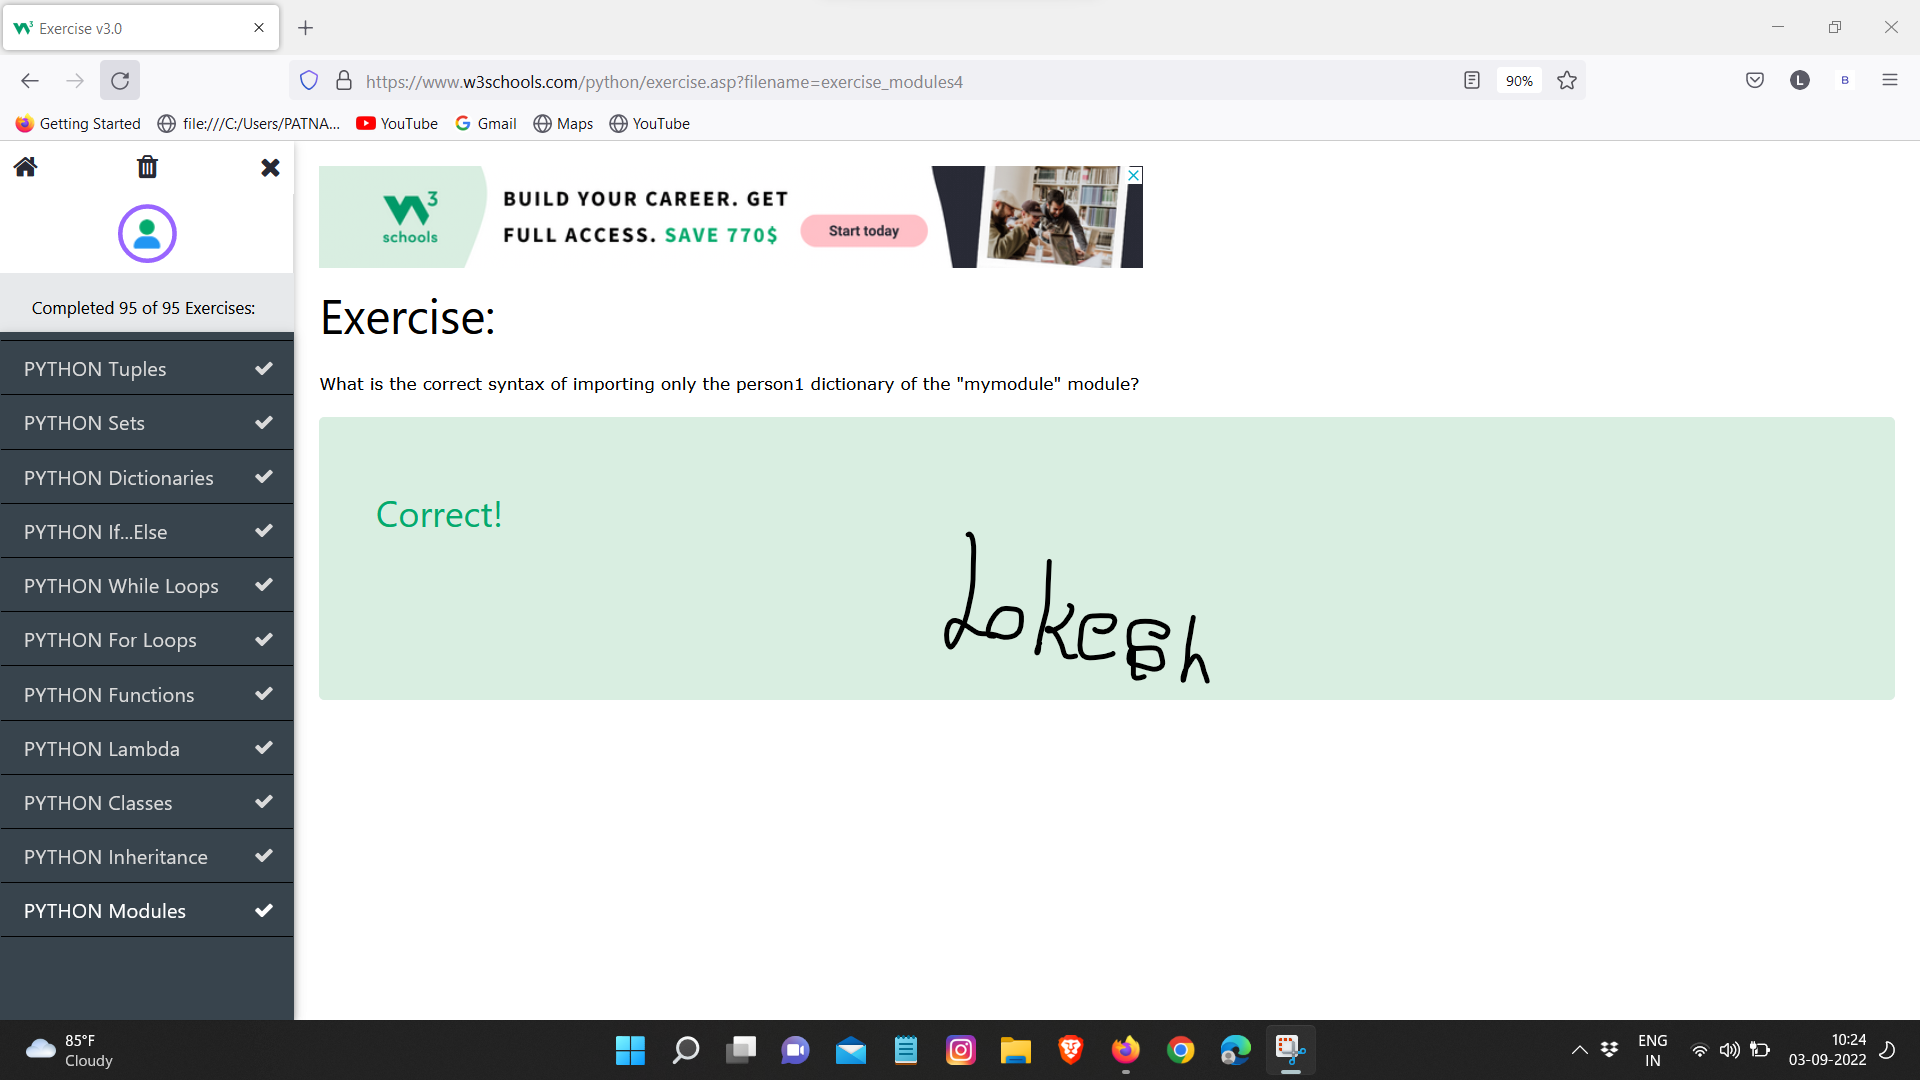 Exercise v3.0
https://www.w3schools.com/python/exercise.asp?filename=exercise_modules4
90%
L
B
Getting Started
file:///C:/Users/PATNA...
YouTube
Gmail
Maps
YouTube
W3 schools
BUILD YOUR CAREER. GET
FULL ACCESS. SAVE 770$
Start today
Completed 95 of 95 Exercises:
PYTHON Tuples
PYTHON Sets
PYTHON Dictionaries
PYTHON If...Else
PYTHON While Loops
PYTHON For Loops
PYTHON Functions
PYTHON Lambda
PYTHON Classes
PYTHON Inheritance
PYTHON Modules
Exercise:
What is the correct syntax of importing only the person1 dictionary of the "mymodule" module?
Correct!
Lokesh
85°F
Cloudy
ENG
IN
10:24
03-09-2022